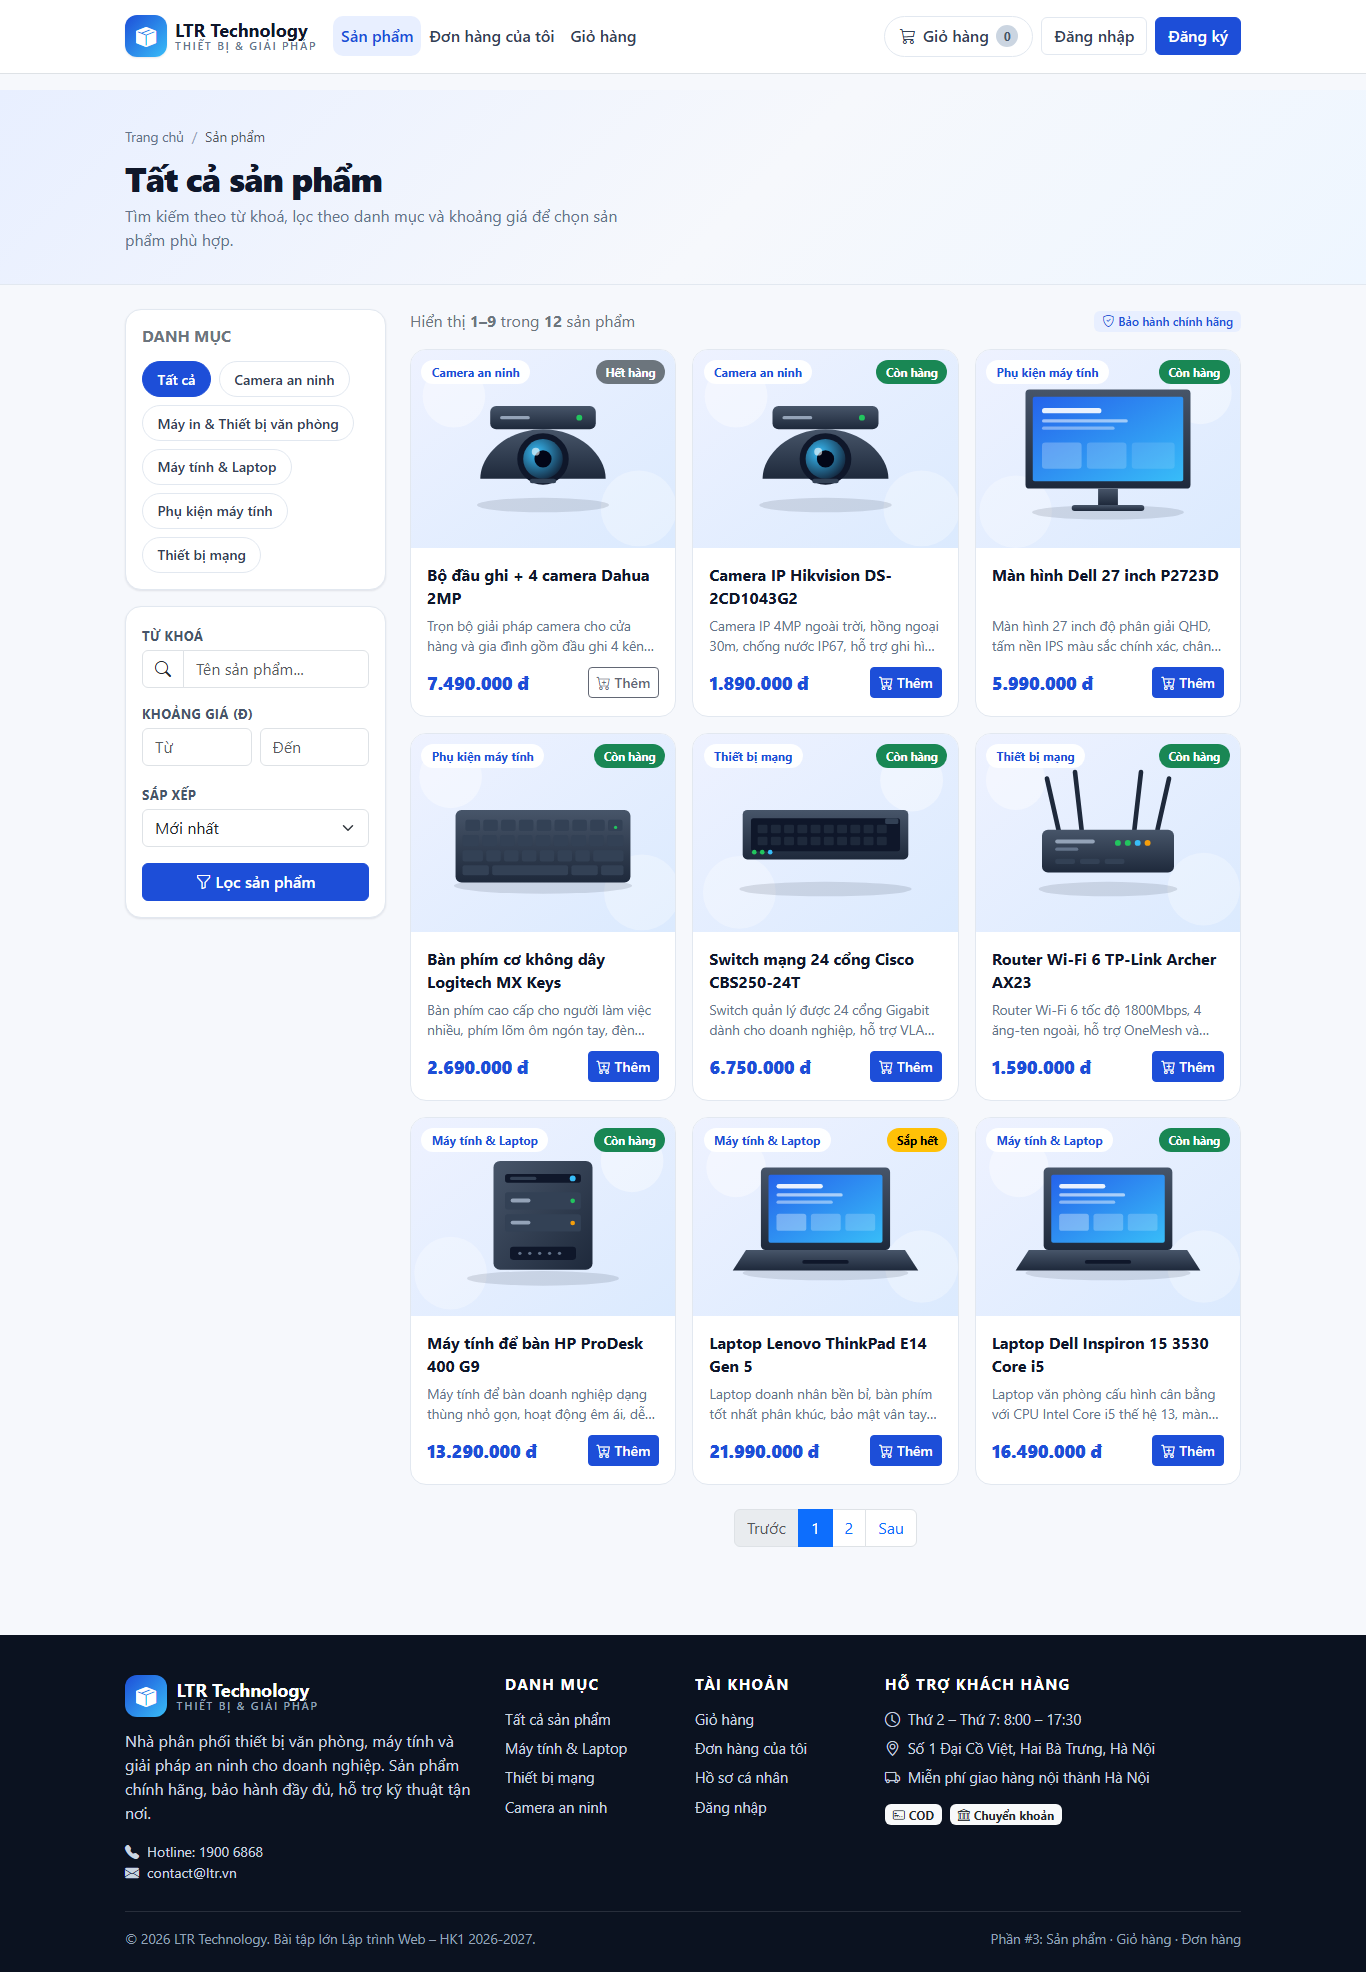 LTR Technology
THIẾT BỊ & GIẢI PHÁP
Sản phẩm
Đơn hàng của tôi
Giỏ hàng
Giỏ hàng 0
Đăng nhập
Đăng ký
Trang chủ / Sản phẩm
Tất cả sản phẩm
Tìm kiếm theo từ khoá, lọc theo danh mục và khoảng giá để chọn sản
phẩm phù hợp.
DANH MỤC
Tất cả
Camera an ninh
Máy in & Thiết bị văn phòng
Máy tính & Laptop
Phụ kiện máy tính
Thiết bị mạng
TỪ KHOÁ
Tên sản phẩm...
KHOẢNG GIÁ (Đ)
Từ
Đến
SẮP XẾP
Mới nhất
Lọc sản phẩm
Hiển thị 1–9 trong 12 sản phẩm
Bảo hành chính hãng
Camera an ninh
Hết hàng
Bộ đầu ghi + 4 camera Dahua
2MP
Trọn bộ giải pháp camera cho cửa
hàng và gia đình gồm đầu ghi 4 kên...
7.490.000 đ
Thêm
Camera an ninh
Còn hàng
Camera IP Hikvision DS-
2CD1043G2
Camera IP 4MP ngoài trời, hồng ngoại
30m, chống nước IP67, hỗ trợ ghi hì...
1.890.000 đ
Thêm
Phụ kiện máy tính
Còn hàng
Màn hình Dell 27 inch P2723D
Màn hình 27 inch độ phân giải QHD,
tấm nền IPS màu sắc chính xác, chân...
5.990.000 đ
Thêm
Phụ kiện máy tính
Còn hàng
Bàn phím cơ không dây
Logitech MX Keys
Bàn phím cao cấp cho người làm việc
nhiều, phím lõm ôm ngón tay, đèn...
2.690.000 đ
Thêm
Thiết bị mạng
Còn hàng
Switch mạng 24 cổng Cisco
CBS250-24T
Switch quản lý được 24 cổng Gigabit
dành cho doanh nghiệp, hỗ trợ VLA...
6.750.000 đ
Thêm
Thiết bị mạng
Còn hàng
Router Wi-Fi 6 TP-Link Archer
AX23
Router Wi-Fi 6 tốc độ 1800Mbps, 4
ăng-ten ngoài, hỗ trợ OneMesh và...
1.590.000 đ
Thêm
Máy tính & Laptop
Còn hàng
Máy tính để bàn HP ProDesk
400 G9
Máy tính để bàn doanh nghiệp dạng
thùng nhỏ gọn, hoạt động êm ái, dễ...
13.290.000 đ
Thêm
Máy tính & Laptop
Sắp hết
Laptop Lenovo ThinkPad E14
Gen 5
Laptop doanh nhân bền bỉ, bàn phím
tốt nhất phân khúc, bảo mật vân tay...
21.990.000 đ
Thêm
Máy tính & Laptop
Còn hàng
Laptop Dell Inspiron 15 3530
Core i5
Laptop văn phòng cấu hình cân bằng
với CPU Intel Core i5 thế hệ 13, màn...
16.490.000 đ
Thêm
Trước
1
2
Sau
LTR Technology
THIẾT BỊ & GIẢI PHÁP
Nhà phân phối thiết bị văn phòng, máy tính và
giải pháp an ninh cho doanh nghiệp. Sản phẩm
chính hãng, bảo hành đầy đủ, hỗ trợ kỹ thuật tận
nơi.
Hotline: 1900 6868
contact@ltr.vn
DANH MỤC
Tất cả sản phẩm
Máy tính & Laptop
Thiết bị mạng
Camera an ninh
TÀI KHOẢN
Giỏ hàng
Đơn hàng của tôi
Hồ sơ cá nhân
Đăng nhập
HỖ TRỢ KHÁCH HÀNG
Thứ 2 – Thứ 7: 8:00 – 17:30
Số 1 Đại Cồ Việt, Hai Bà Trưng, Hà Nội
Miễn phí giao hàng nội thành Hà Nội
COD
Chuyển khoản
© 2026 LTR Technology. Bài tập lớn Lập trình Web – HK1 2026-2027.
Phần #3: Sản phẩm · Giỏ hàng · Đơn hàng